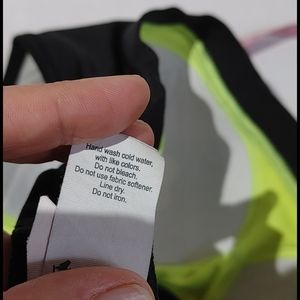 Hand wash cold water,
with like colors.
Do not bleach.
Do not use fabric softener.
Line dry.
Do not iron.